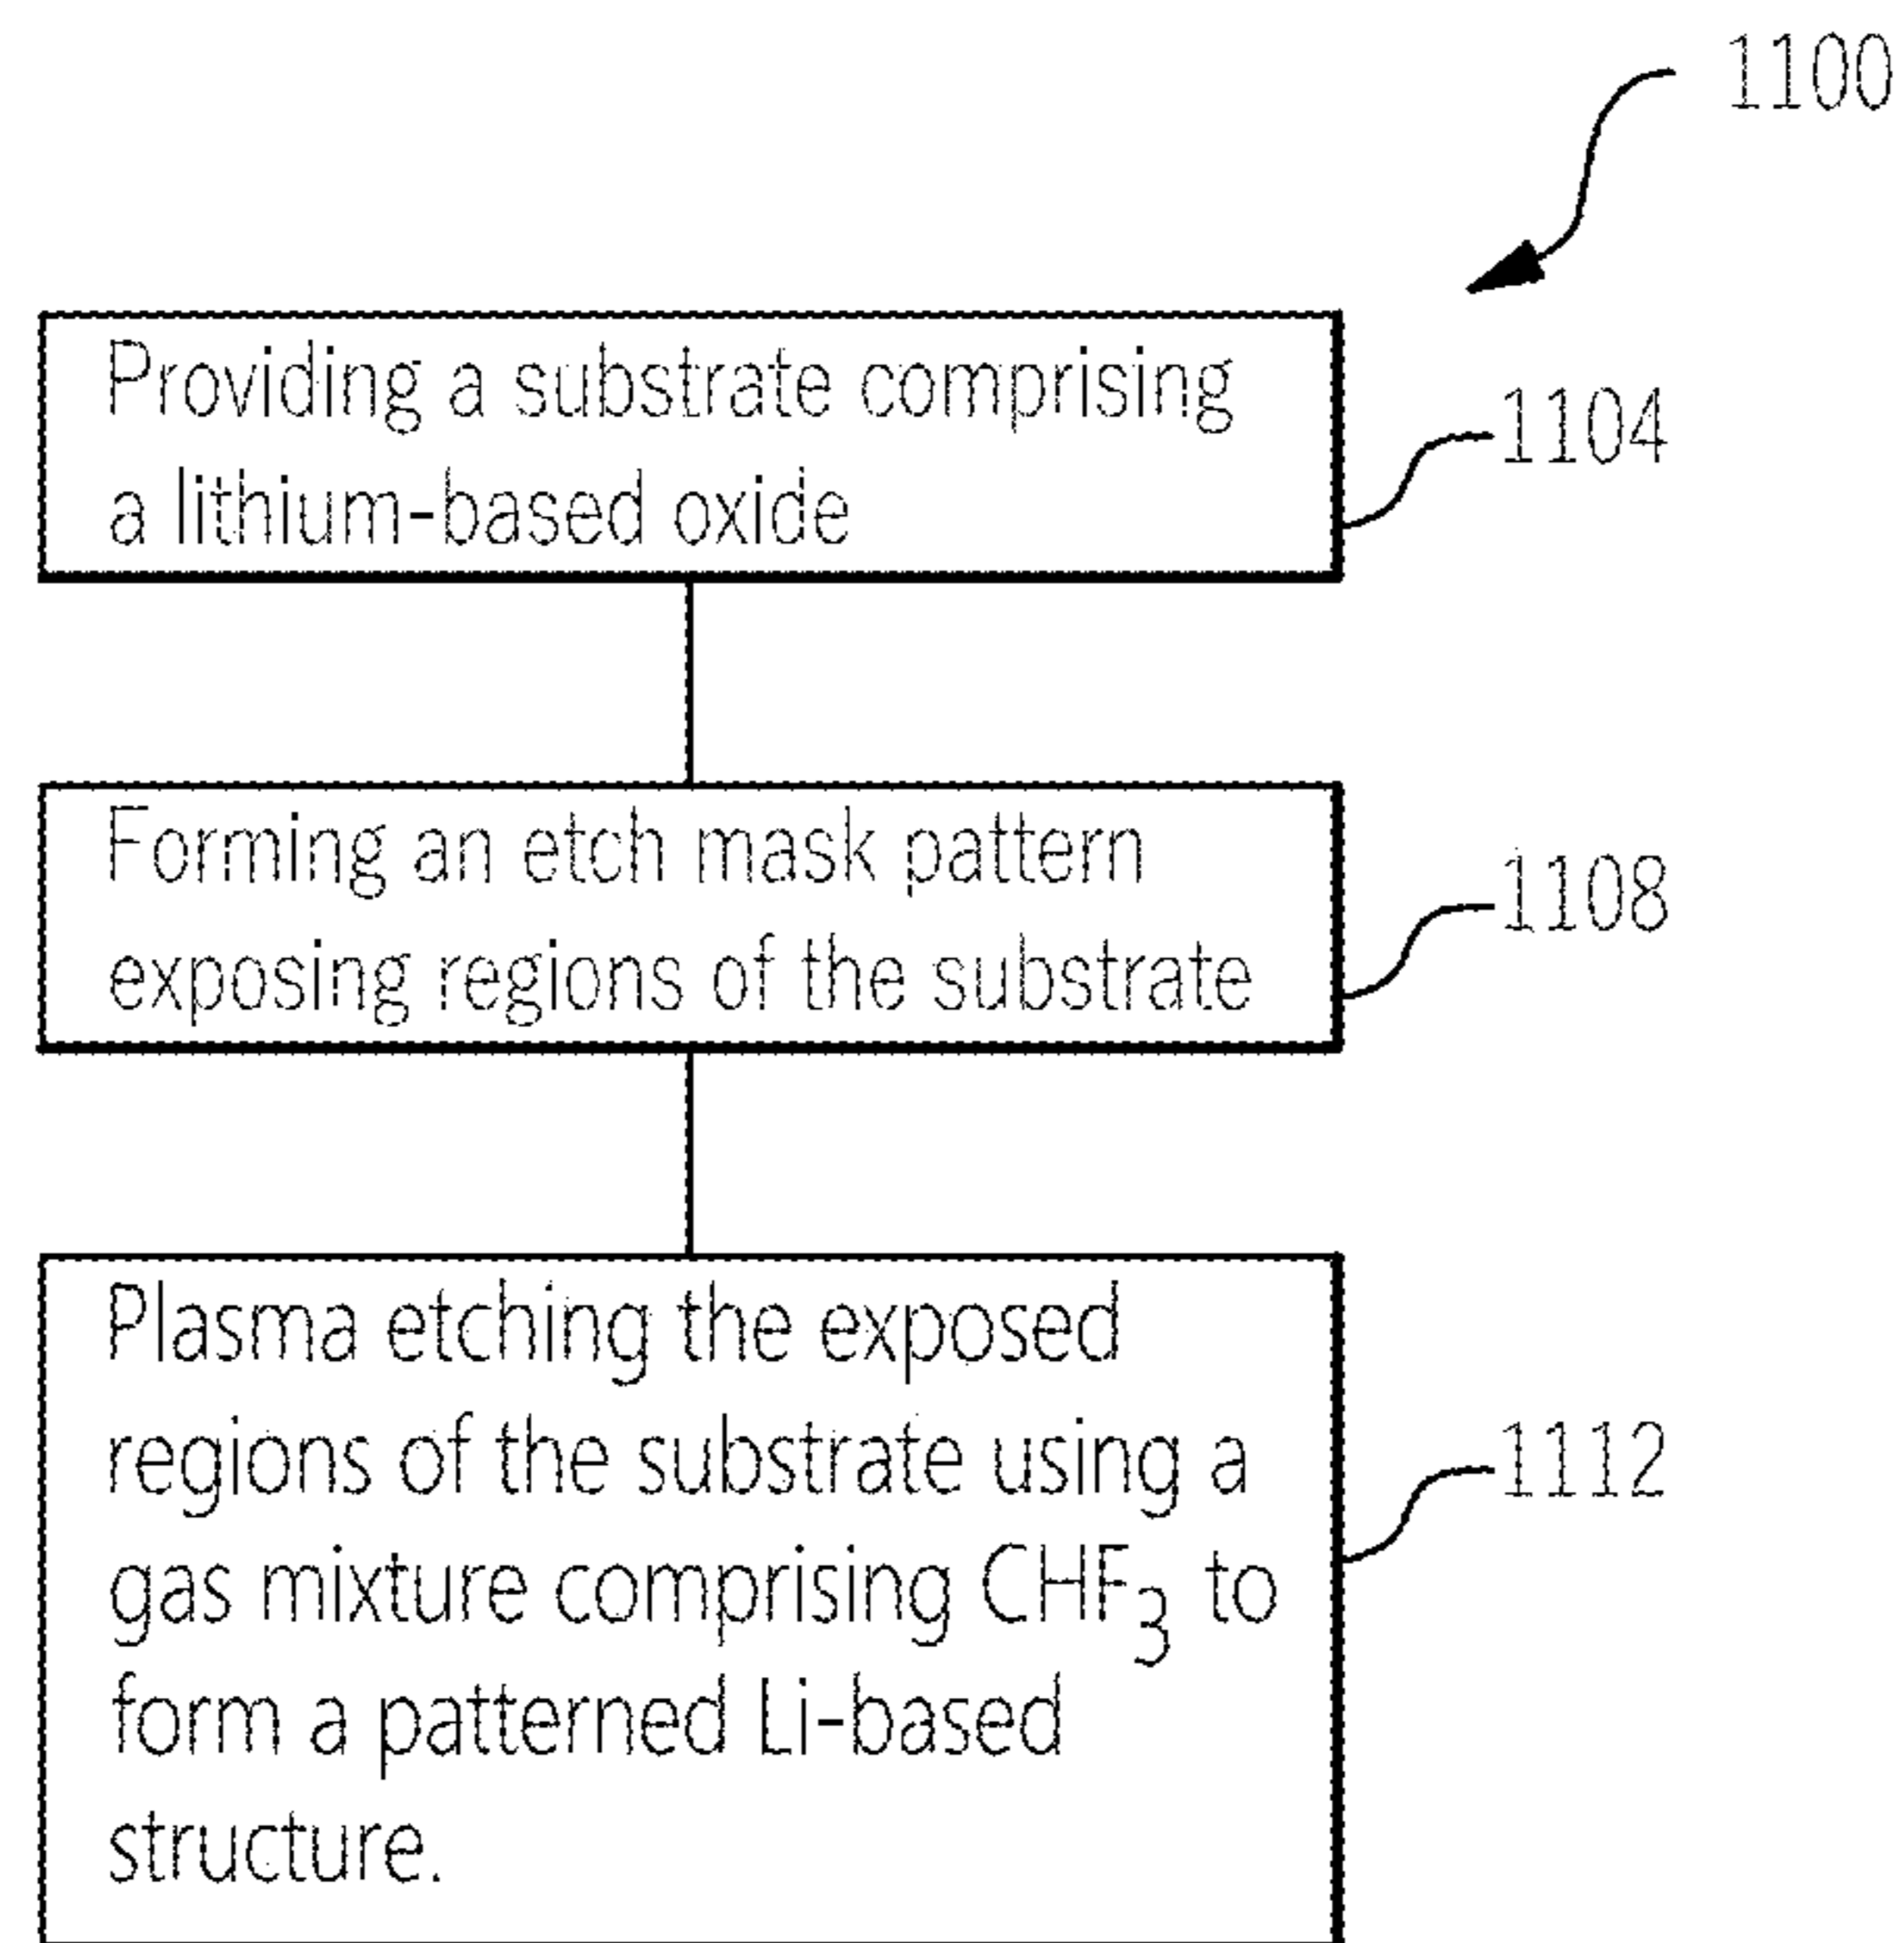 1100
Providing a substrate comprising
a lithium-based oxide
1104
Forming an etch mask pattern
exposing regions of the substrate
1108
Plasma etching the exposed
regions of the substrate using a
gas mixture comprising CHF₃ to
form a patterned Li-based
structure.
1112